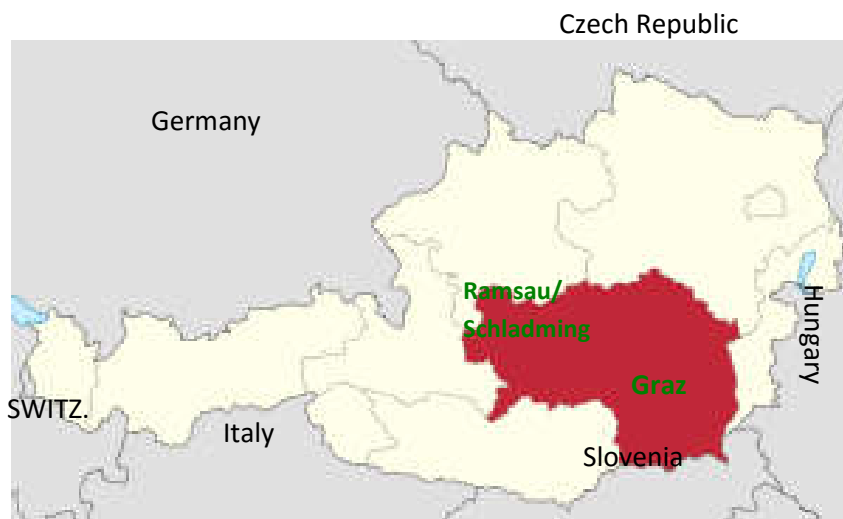 Czech Republic
Germany
Ramsau/
Schladming
Hungary
Graz
SWITZ.
Italy
Slovenia